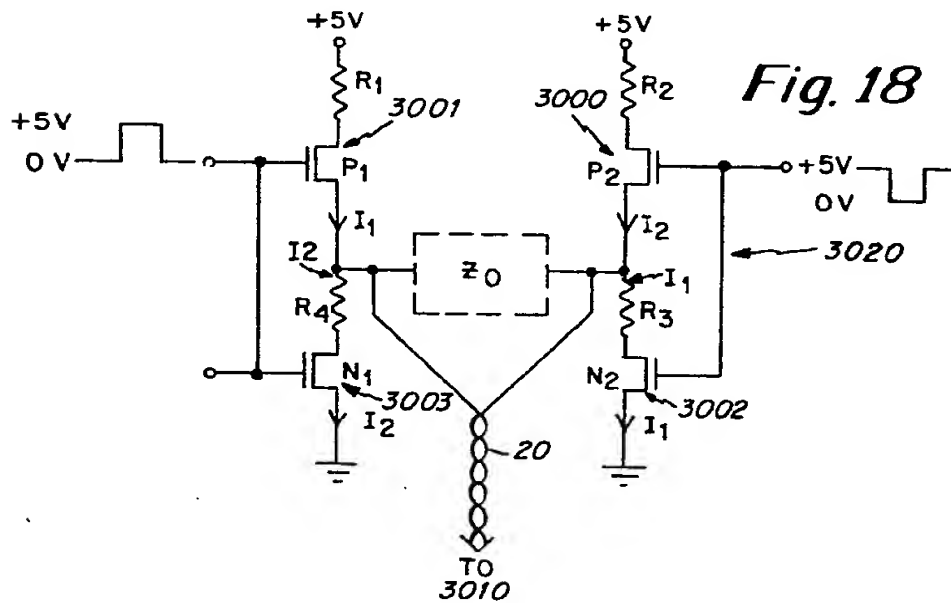 +5V
+5V
Fig. 18
R1
R2
3001
3000
+5V
0V
P1
P2
+5V
0V
I1
I2
3020
I2
Z0
I1
R4
R3
N1
N2
3003
3002
I2
I1
20
TO
3010